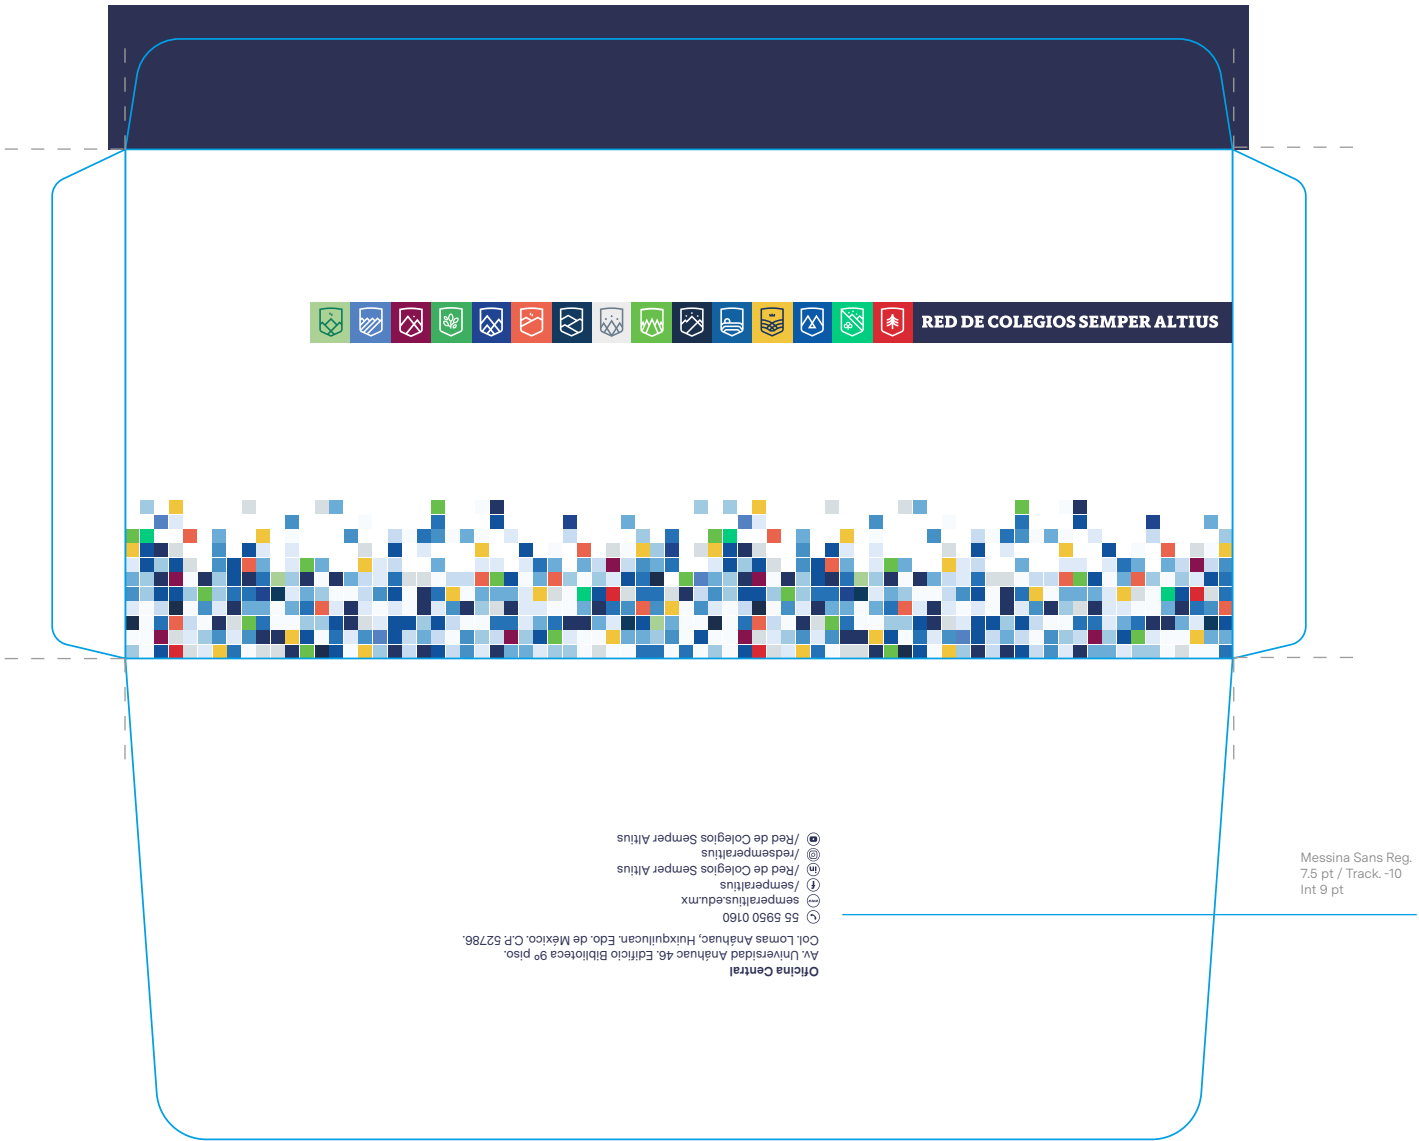 RED DE COLEGIOS SEMPER ALTIUS
Oficina Central
Av. Universidad Anáhuac 46. Edificio Biblioteca 9º piso.
Col. Lomas Anáhuac, Huixquilucan. Edo. de México. C.P. 52786.
55 5950 0160
www semperaltius.edu.mx
/semperaltius
in /Red de Colegios Semper Altius
/redsemperaltius
/Red de Colegios Semper Altius
Messina Sans Reg.
7.5 pt / Track. -10
Int 9 pt